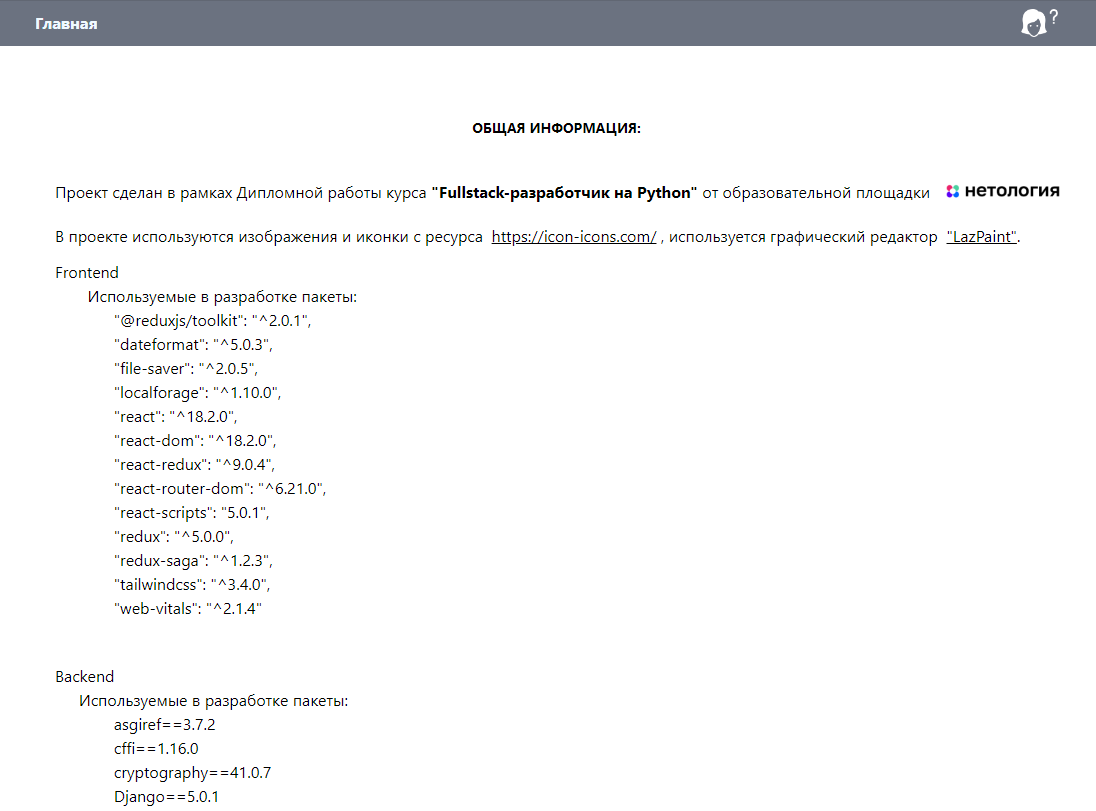 Главная
?
ОБЩАЯ ИНФОРМАЦИЯ:
Проект сделан в рамках Дипломной работы курса "Fullstack-разработчик на Python" от образовательной площадки нетология
В проекте используются изображения и иконки с ресурса https://icon-icons.com/ , используется графический редактор "LazPaint".
Frontend
Используемые в разработке пакеты:
"@reduxjs/toolkit": "^2.0.1",
"dateformat": "^5.0.3",
"file-saver": "^2.0.5",
"localforage": "^1.10.0",
"react": "^18.2.0",
"react-dom": "^18.2.0",
"react-redux": "^9.0.4",
"react-router-dom": "^6.21.0",
"react-scripts": "5.0.1",
"redux": "^5.0.0",
"redux-saga": "^1.2.3",
"tailwindcss": "^3.4.0",
"web-vitals": "^2.1.4"
Backend
Используемые в разработке пакеты:
asgiref==3.7.2
cffi==1.16.0
cryptography==41.0.7
Django==5.0.1